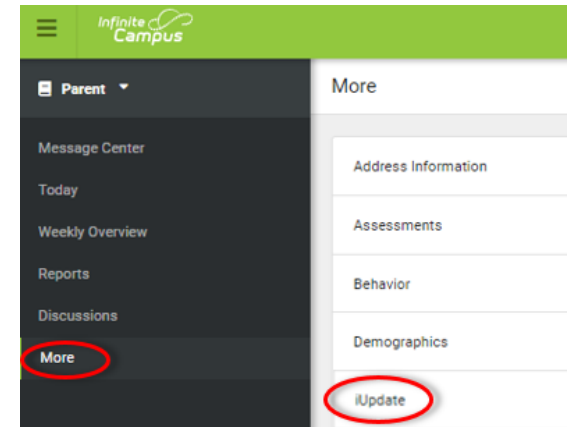 Infinite
Campus
Parent
More
Message Center
Address Information
Today
Weekly Overview
Assessments
Reports
Behavior
Discussions
Demographics
More
iUpdate